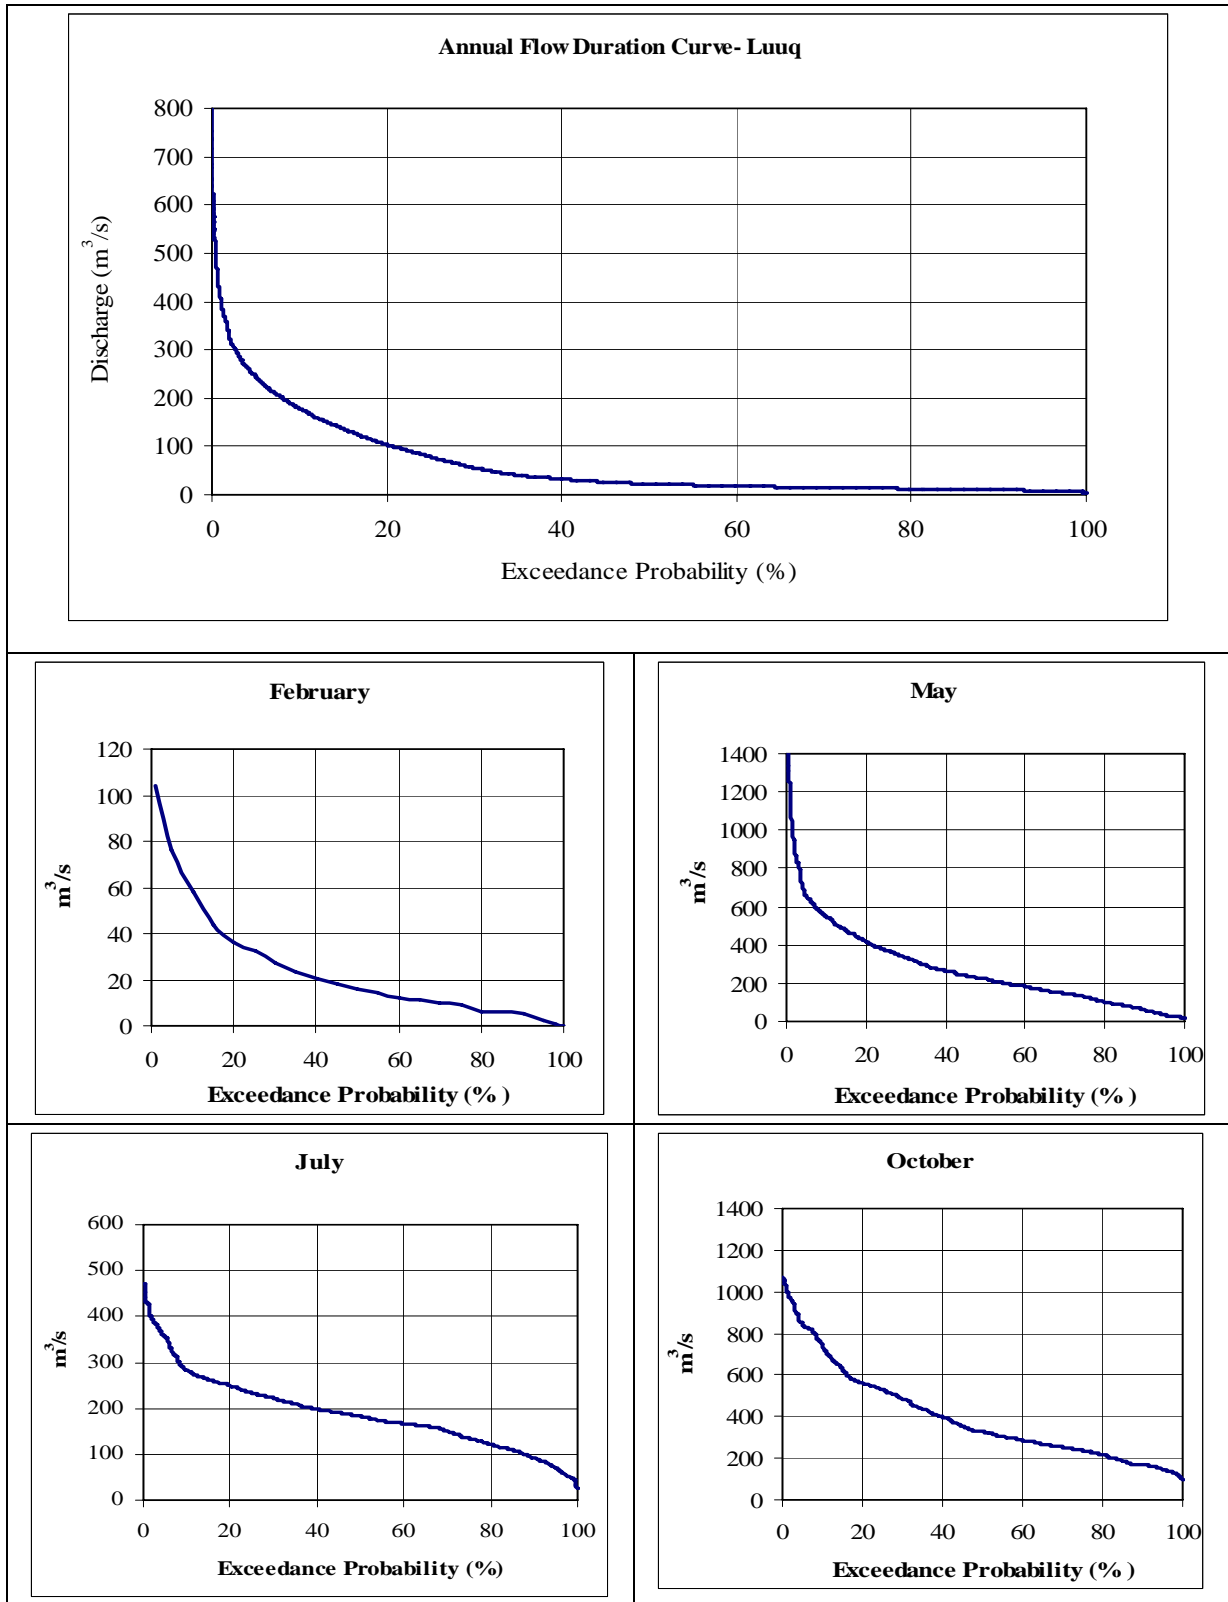 Annual Flow Duration Curve- Luuq
800
700
600
500
400
300
200
100
0
Discharge (m³/s)
0 20 40 60 80 100
Exceedance Probability (%)
February
120
100
80
60
40
20
0
m³/s
0 20 40 60 80 100
Exceedance Probability (% )
May
1400
1200
1000
800
600
400
200
0
m³/s
0 20 40 60 80 100
Exceedance Probability (% )
July
600
500
400
300
200
100
0
m³/s
0 20 40 60 80 100
Exceedance Probability (%)
October
1400
1200
1000
800
600
400
200
0
m³/s
0 20 40 60 80 100
Exceedance Probability (% )